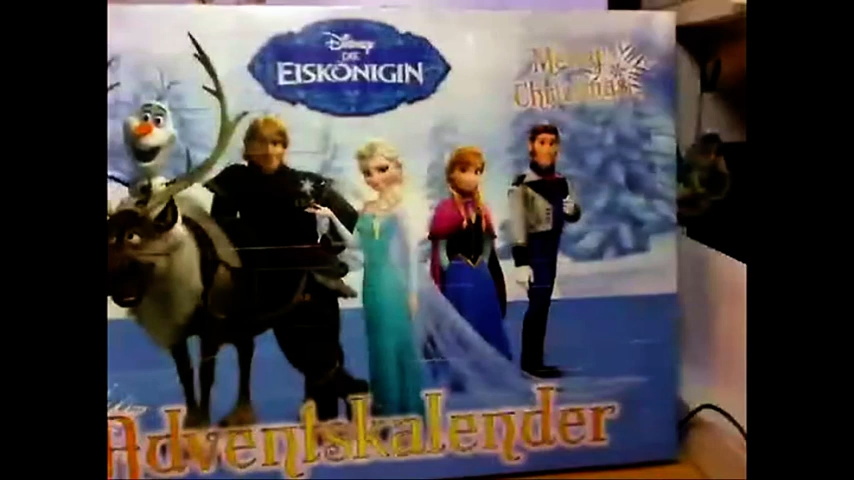 Disney
DIE
EISKÖNIGIN
Merry
Christmas
Adventskalender